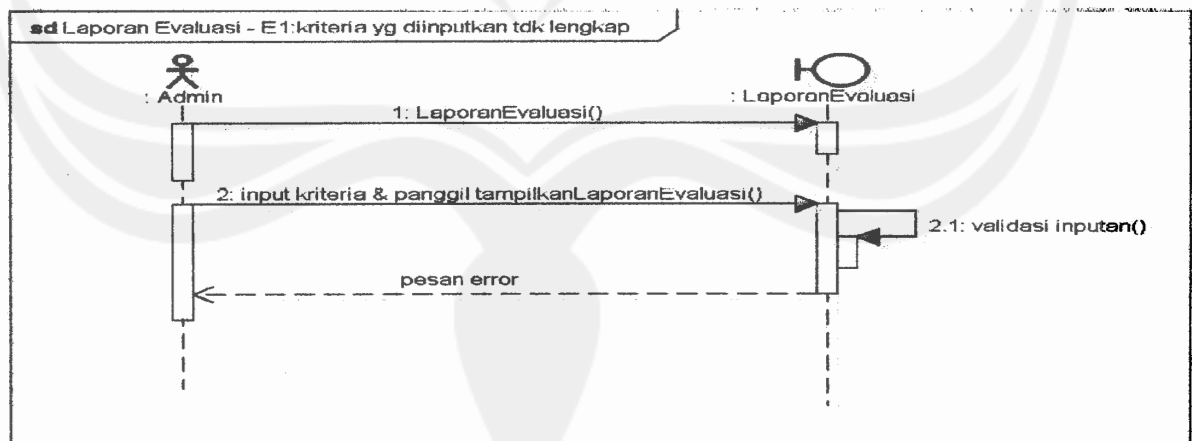 sd Laporan Evaluasi - E1:kriteria yg diinputkan tdk lengkap
: Admin
: LaporanEvaluasi
1: LaporanEvaluasi()
2: input kriteria & panggil tampilkanLaporanEvaluasi()
2.1: validasi inputan()
pesan error